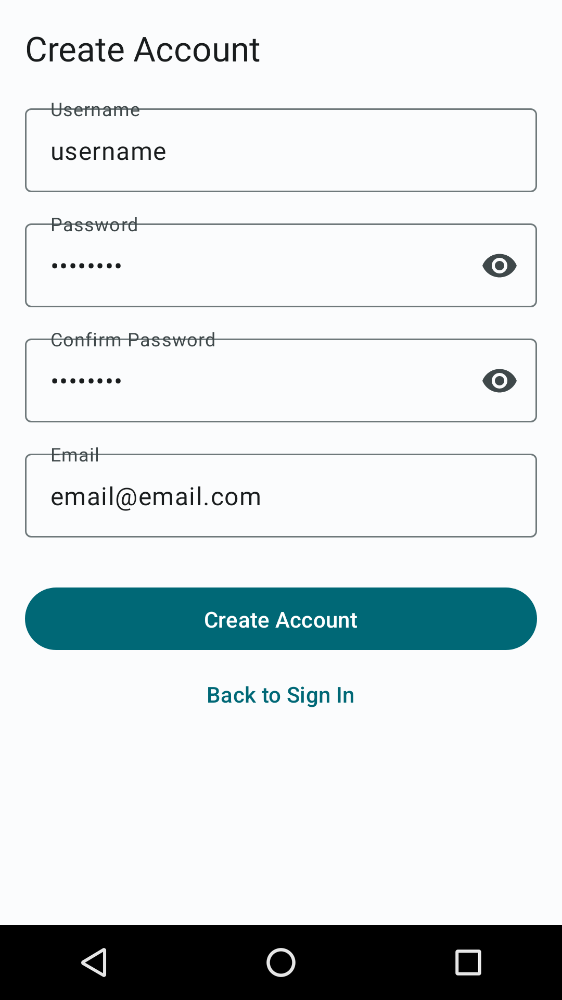 Create Account
Username
username
Password
••••••••
Confirm Password
••••••••
Email
email@email.com
Create Account
Back to Sign In